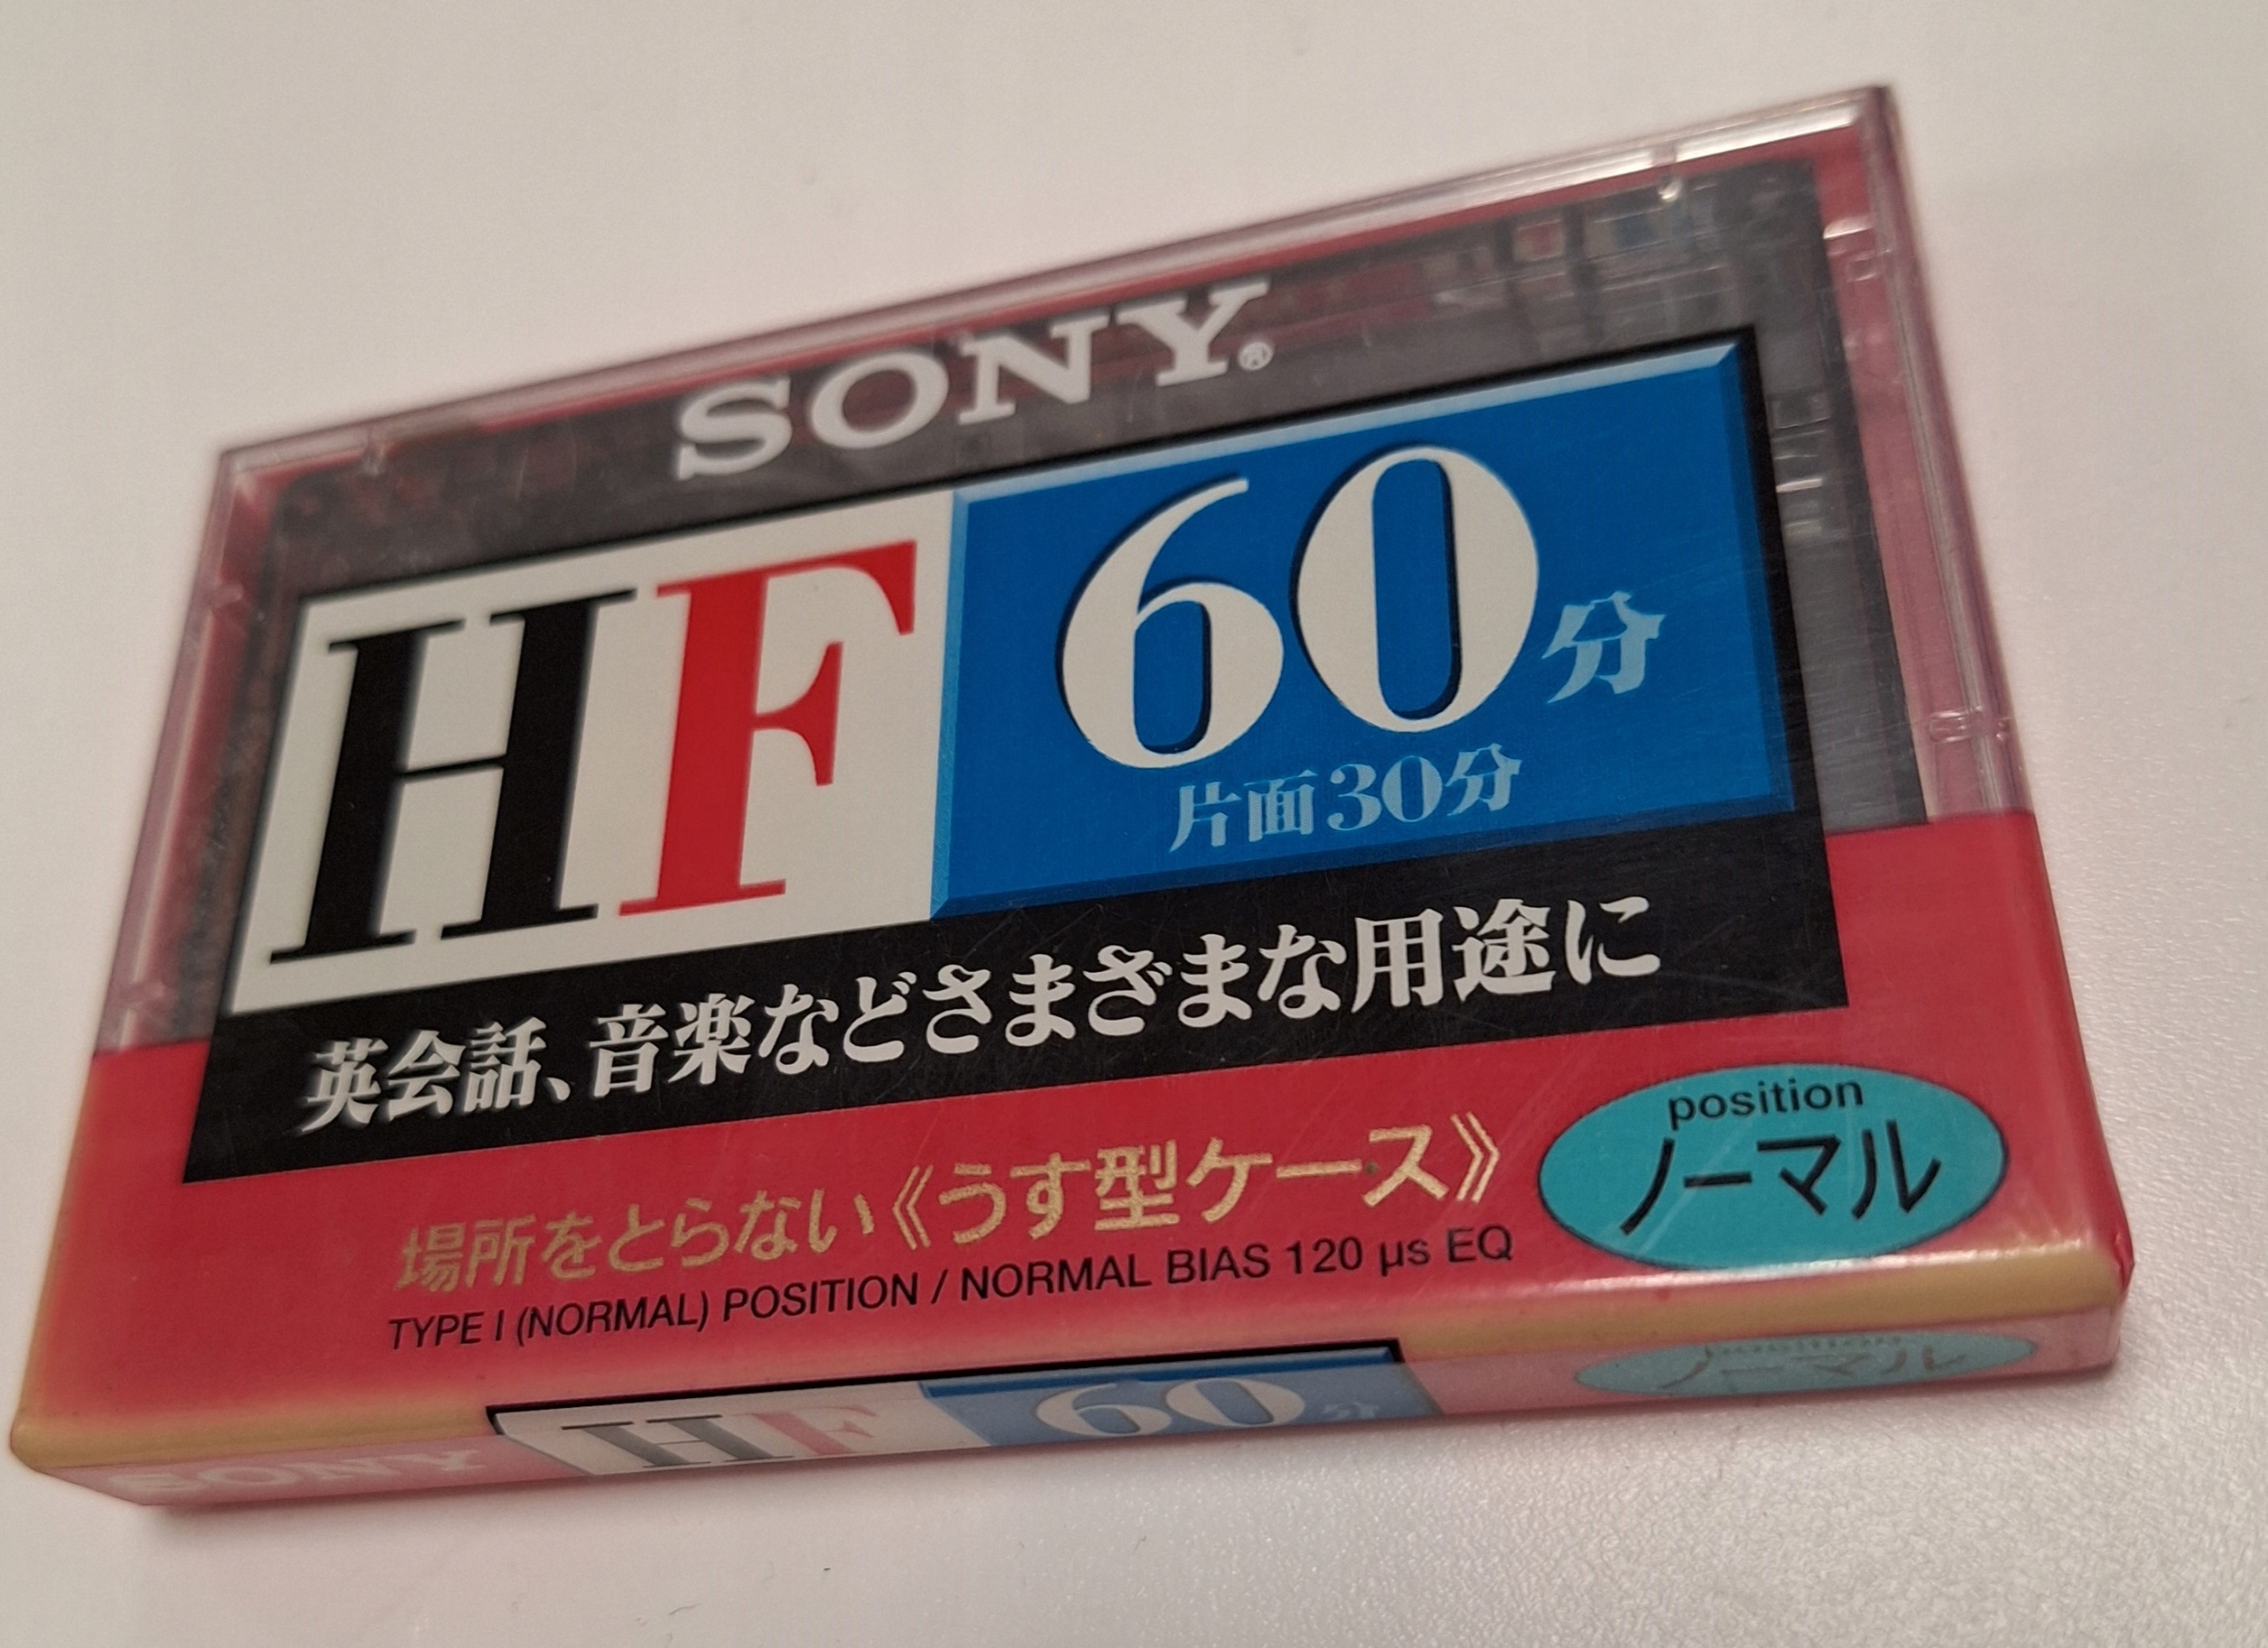 SONY®
HF 60分
片面30分
英会話、音楽などさまざまな用途に
場所をとらない《うす型ケース》
position
ノーマル
TYPE I (NORMAL) POSITION / NORMAL BIAS 120 µs EQ
SONY HF 60分 ノーマル